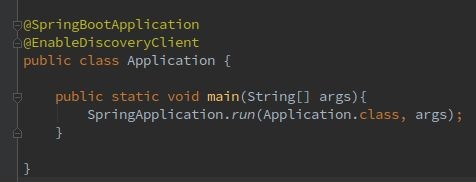 @SpringBootApplication
@EnableDiscoveryClient
public class Application {
public static void main(String[] args){
SpringApplication.run(Application.class, args);
}
}